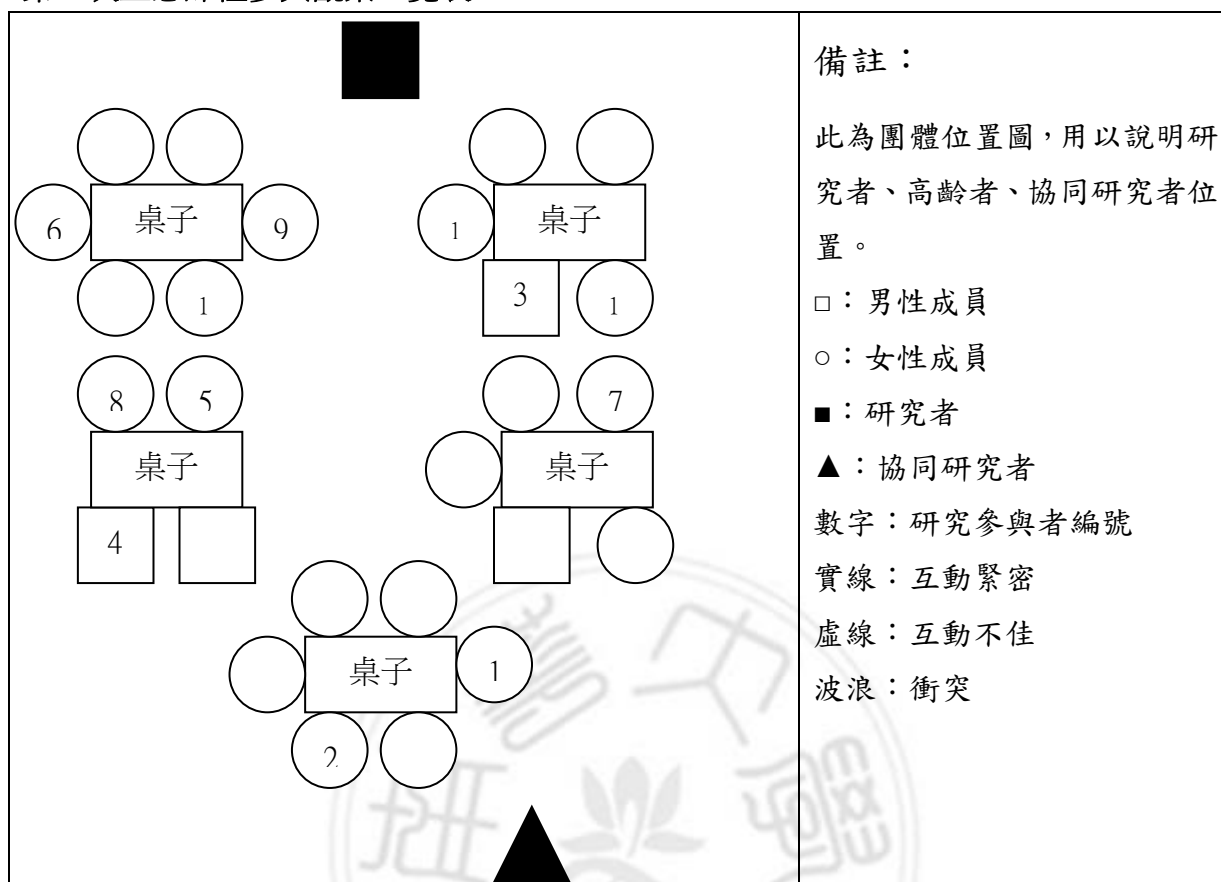 桌子
6
9
1
桌子
1
3
1
8
5
桌子
4
7
桌子
桌子
1
2
備註：
此為團體位置圖，用以說明研
究者、高齡者、協同研究者位
置。
□：男性成員
○：女性成員
■：研究者
▲：協同研究者
數字：研究參與者編號
實線：互動緊密
虛線：互動不佳
波浪：衝突